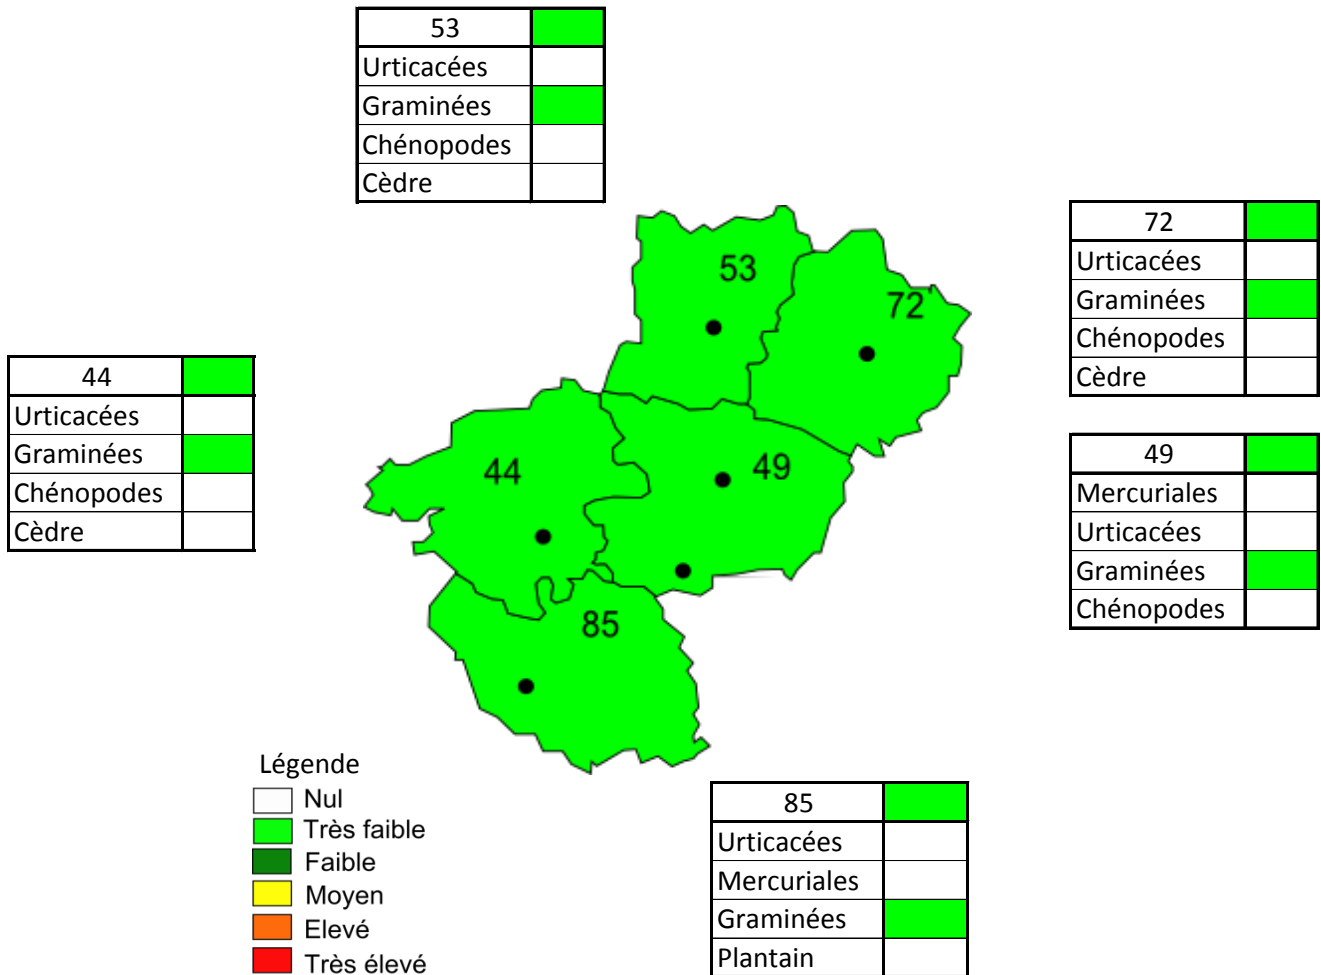 53
Urticacées
Graminées
Chénopodes
Cèdre
72
Urticacées
Graminées
Chénopodes
Cèdre
44
Urticacées
Graminées
Chénopodes
Cèdre
49
Mercuriales
Urticacées
Graminées
Chénopodes
53
72
44
49
85
Légende
Nul
Très faible
Faible
Moyen
Elevé
Très élevé
85
Urticacées
Mercuriales
Graminées
Plantain